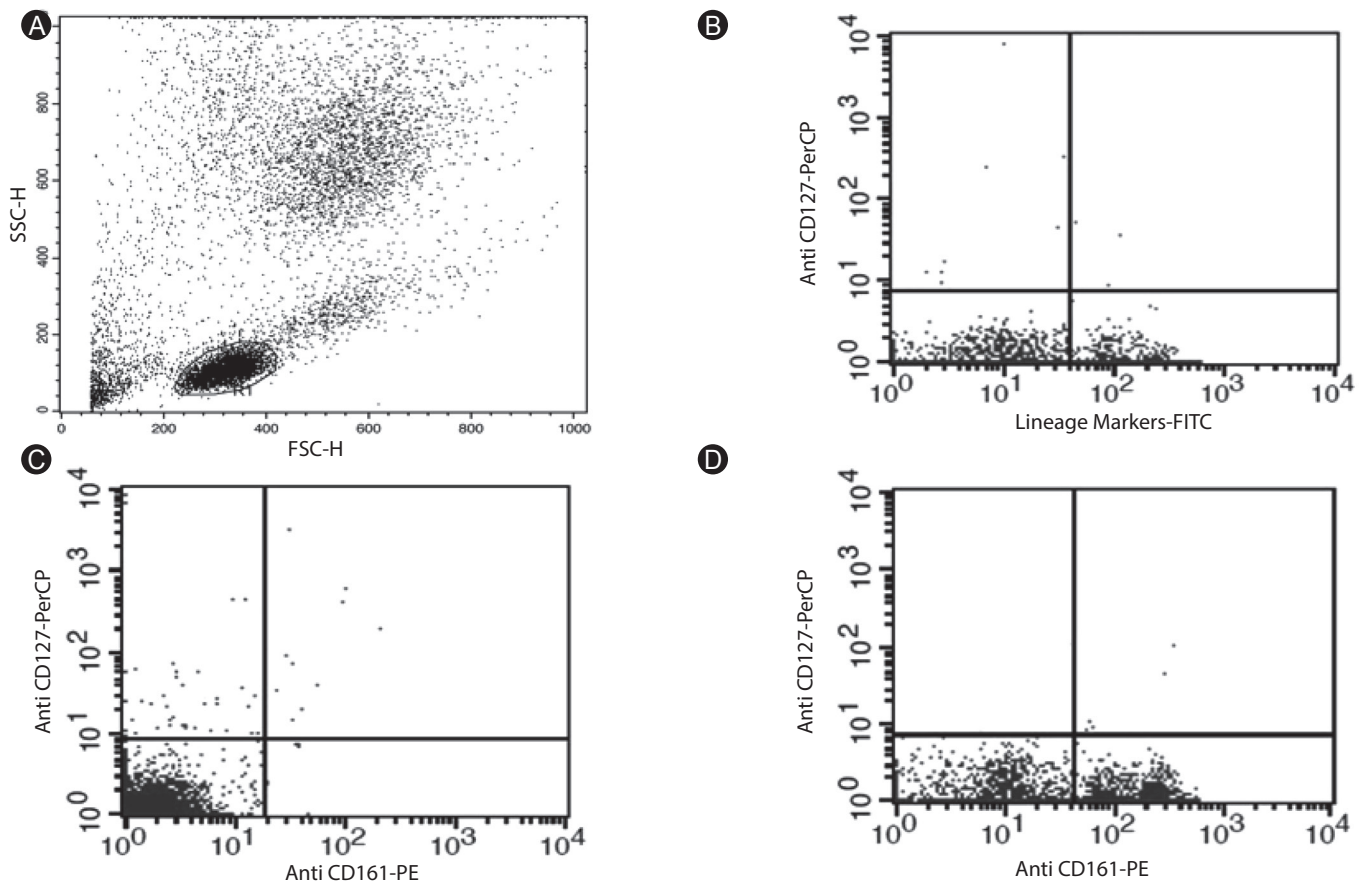 A
SSC-H
800
600
400
200
0
R1
0 200 400 600 800 1000
FSC-H
B
Anti CD127-PerCP
10^4
10^3
10^2
10^1
10^0
10^0 10^1 10^2 10^3 10^4
Lineage Markers-FITC
C
Anti CD127-PerCP
10^4
10^3
10^2
10^1
10^0
10^0 10^1 10^2 10^3 10^4
Anti CD161-PE
D
Anti CD127-PerCP
10^4
10^3
10^2
10^1
10^0
10^0 10^1 10^2 10^3 10^4
Anti CD161-PE